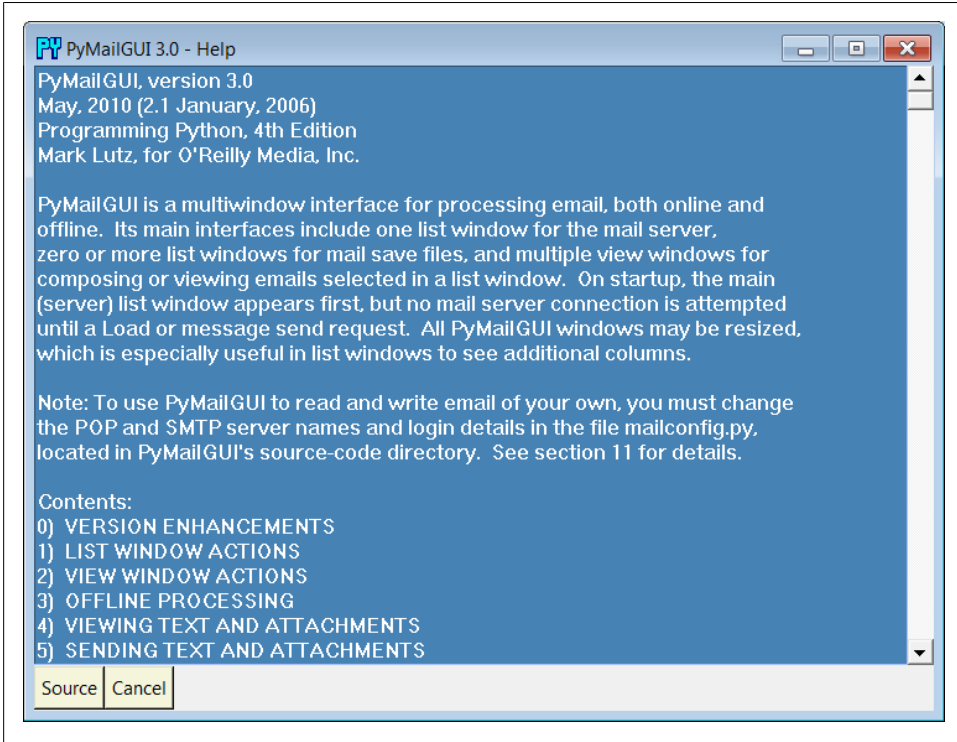 PY PyMailGUI 3.0 - Help
PyMailGUI, version 3.0
May, 2010 (2.1 January, 2006)
Programming Python, 4th Edition
Mark Lutz, for O'Reilly Media, Inc.
PyMailGUI is a multiwindow interface for processing email, both online and
offline.  Its main interfaces include one list window for the mail server,
zero or more list windows for mail save files, and multiple view windows for
composing or viewing emails selected in a list window.  On startup, the main
(server) list window appears first, but no mail server connection is attempted
until a Load or message send request.  All PyMailGUI windows may be resized,
which is especially useful in list windows to see additional columns.
Note: To use PyMailGUI to read and write email of your own, you must change
the POP and SMTP server names and login details in the file mailconfig.py,
located in PyMailGUI's source-code directory.  See section 11 for details.
Contents:
0)  VERSION ENHANCEMENTS
1)  LIST WINDOW ACTIONS
2)  VIEW WINDOW ACTIONS
3)  OFFLINE PROCESSING
4)  VIEWING TEXT AND ATTACHMENTS
5)  SENDING TEXT AND ATTACHMENTS
Source Cancel